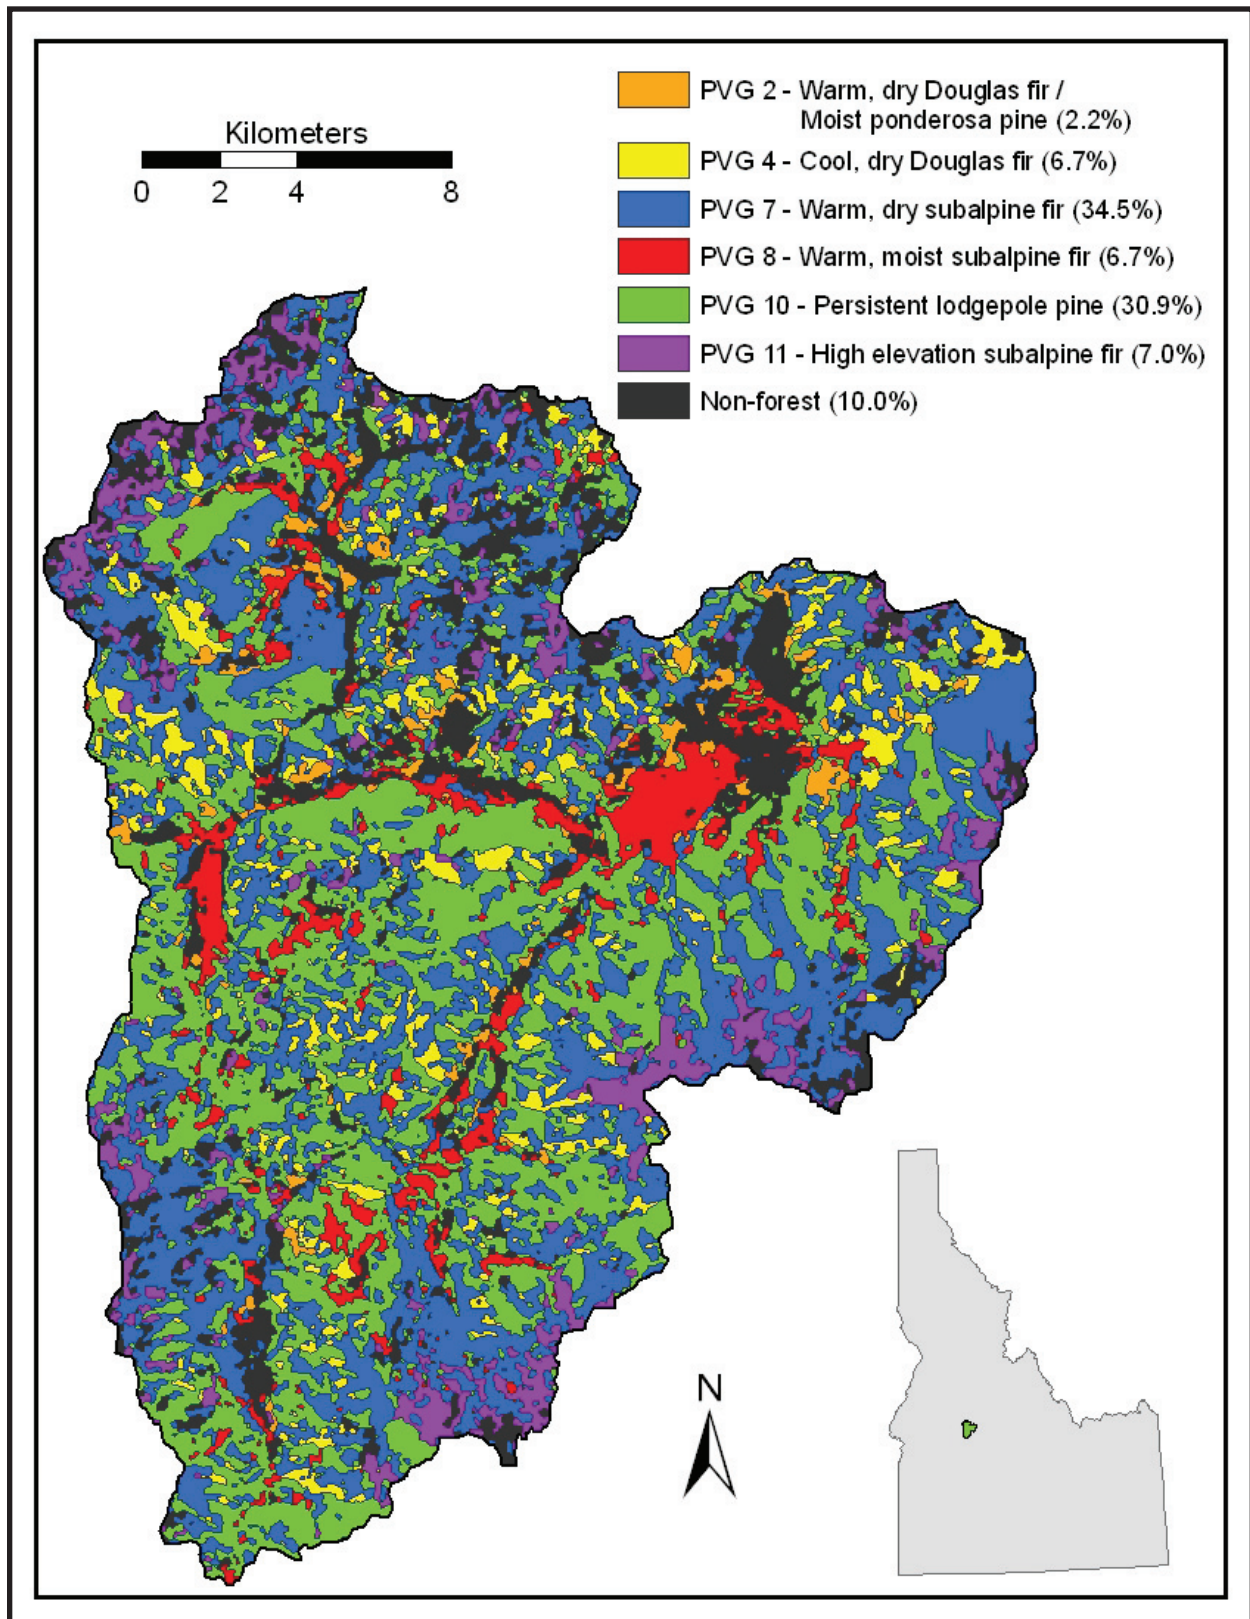 Kilometers
0 2 4 8
PVG 2 - Warm, dry Douglas fir /
Moist ponderosa pine (2.2%)
PVG 4 - Cool, dry Douglas fir (6.7%)
PVG 7 - Warm, dry subalpine fir (34.5%)
PVG 8 - Warm, moist subalpine fir (6.7%)
PVG 10 - Persistent lodgepole pine (30.9%)
PVG 11 - High elevation subalpine fir (7.0%)
Non-forest (10.0%)
N